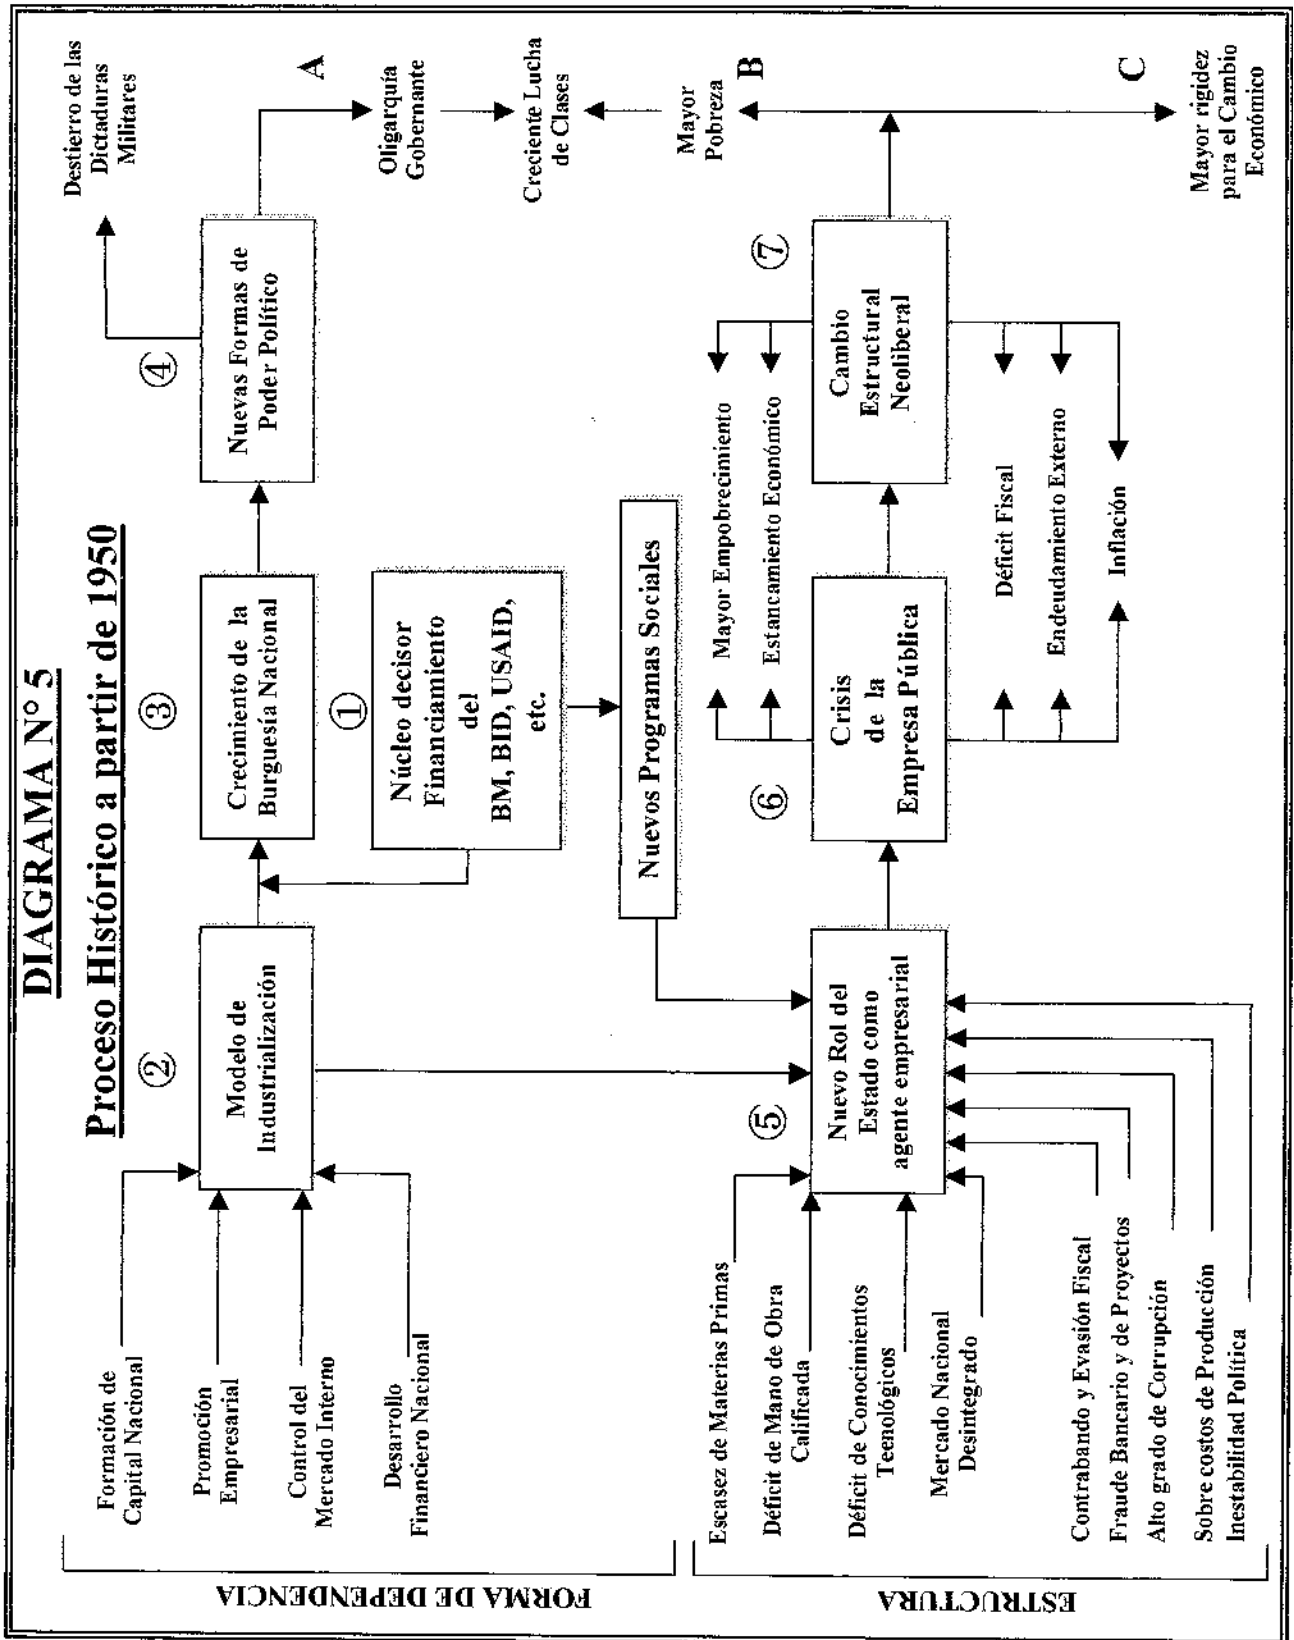 DIAGRAMA N° 5
Proceso Histórico a partir de 1950
FORMA DE DEPENDENCIA
Formación de
Capital Nacional
Promoción
Empresarial
Control del
Mercado Interno
Desarrollo
Financiero Nacional
②
Modelo de
Industrialización
③
Crecimiento de la
Burguesía Nacional
④
Nuevas Formas de
Poder Político
Destierro de las
Dictaduras
Militares
A
Oligarquía
Gobernante
Creciente Lucha
de Clases
①
Núcleo decisor
Financiamiento
del
BM, BID, USAID,
etc.
Nuevos Programas Sociales
ESTRUCTURA
Escasez de Materias Primas
Déficit de Mano de Obra
Calificada
Déficit de Conocimientos
Tecnológicos
Mercado Nacional
Desintegrado
Contrabando y Evasión Fiscal
Fraude Bancario y de Proyectos
Alto grado de Corrupción
Sobre costos de Producción
Inestabilidad Política
⑤
Nuevo Rol del
Estado como
agente empresarial
⑥
Crisis
de la
Empresa Pública
Mayor Empobrecimiento
Estancamiento Económico
Déficit Fiscal
Endeudamiento Externo
Inflación
⑦
Cambio
Estructural
Neoliberal
Mayor
Pobreza
B
C
Mayor rigidez
para el Cambio
Económico